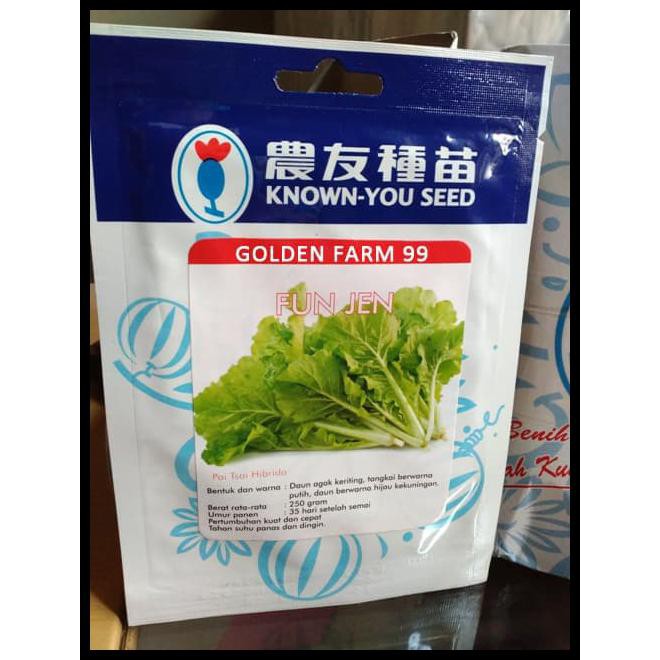 農友種苗
KNOWN-YOU SEED
GOLDEN FARM 99
FUN JEN
Pai Tsai Hibrida
Bentuk dan warna : Daun agak keriting, tangkai berwarna
putih, daun berwarna hijau kekuningan.
Berat rata-rata : 250 gram
Umur panen : 35 hari setelah semai
Pertumbuhan kuat dan cepat
Tahan suhu panas dan dingin.
Benih